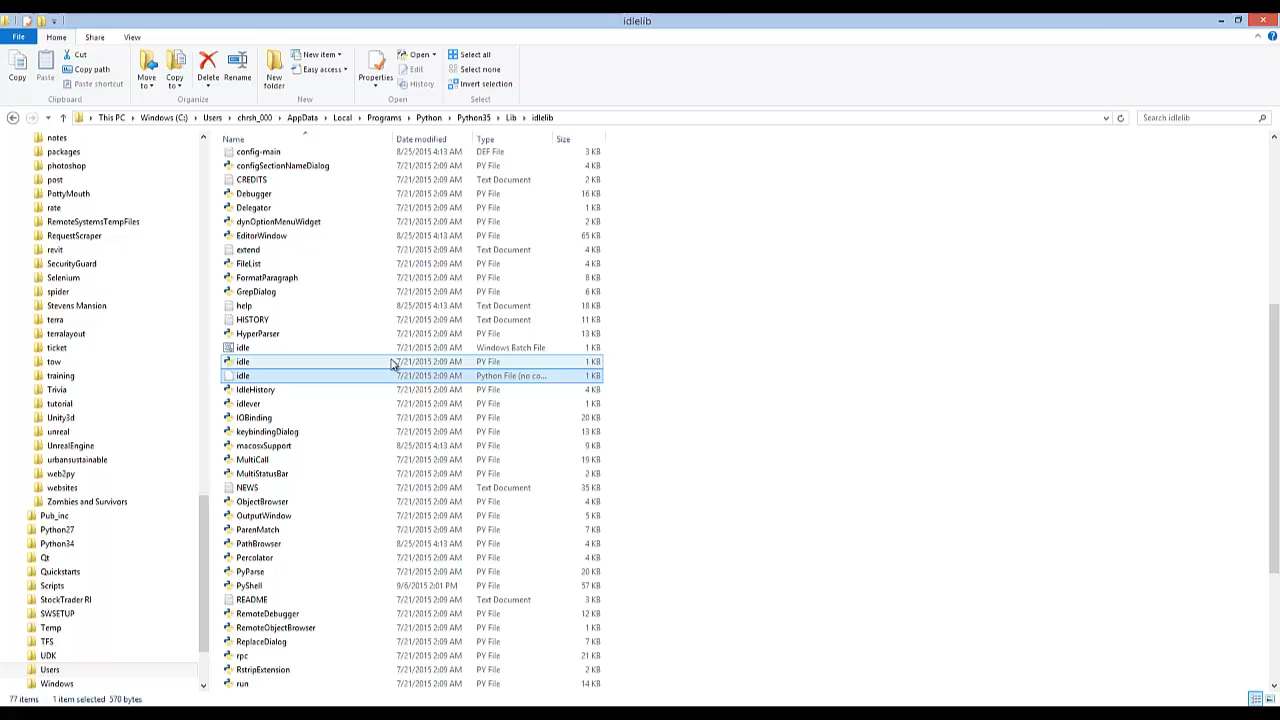 idlelib
File Home Share View
Copy Paste Cut Copy path Paste shortcut
Clipboard
Move to Copy to Delete Rename
Organize
New folder New item Easy access
New
Properties Open Edit History
Open
Select all Select none Invert selection
Select
This PC Windows (C:) Users chrsh_000 AppData Local Programs Python Python35 Lib idlelib
Search idlelib
notes
packages
photoshop
post
PottyMouth
rate
RemoteSystemsTempFiles
RequestScraper
revit
SecurityGuard
Selenium
spider
Stevens Mansion
terra
terralayout
ticket
tow
training
Trivia
tutorial
Unity3d
unreal
UnrealEngine
urbansustainable
web2py
websites
Zombies and Survivors
Pub_inc
Python27
Python34
Qt
Quickstarts
Scripts
StockTrader RI
SWSETUP
Temp
TFS
UDK
Users
Windows
Name Date modified Type Size
config-main 8/25/2015 4:13 AM DEF File 3 KB
configSectionNameDialog 7/21/2015 2:09 AM PY File 4 KB
CREDITS 7/21/2015 2:09 AM Text Document 2 KB
Debugger 7/21/2015 2:09 AM PY File 16 KB
Delegator 7/21/2015 2:09 AM PY File 1 KB
dynOptionMenuWidget 7/21/2015 2:09 AM PY File 2 KB
EditorWindow 8/25/2015 4:13 AM PY File 65 KB
extend 7/21/2015 2:09 AM Text Document 4 KB
FileList 7/21/2015 2:09 AM PY File 4 KB
FormatParagraph 7/21/2015 2:09 AM PY File 8 KB
GrepDialog 7/21/2015 2:09 AM PY File 6 KB
help 8/25/2015 4:13 AM Text Document 18 KB
HISTORY 7/21/2015 2:09 AM Text Document 11 KB
HyperParser 7/21/2015 2:09 AM PY File 13 KB
idle 7/21/2015 2:09 AM Windows Batch File 1 KB
idle 7/21/2015 2:09 AM PY File 1 KB
idle 7/21/2015 2:09 AM Python File (no co... 1 KB
IdleHistory 7/21/2015 2:09 AM PY File 4 KB
idlever 7/21/2015 2:09 AM PY File 1 KB
IOBinding 7/21/2015 2:09 AM PY File 20 KB
keybindingDialog 7/21/2015 2:09 AM PY File 13 KB
macosxSupport 8/25/2015 4:13 AM PY File 9 KB
MultiCall 7/21/2015 2:09 AM PY File 19 KB
MultiStatusBar 7/21/2015 2:09 AM PY File 2 KB
NEWS 7/21/2015 2:09 AM Text Document 35 KB
ObjectBrowser 7/21/2015 2:09 AM PY File 4 KB
OutputWindow 7/21/2015 2:09 AM PY File 5 KB
ParenMatch 7/21/2015 2:09 AM PY File 7 KB
PathBrowser 8/25/2015 4:13 AM PY File 4 KB
Percolator 7/21/2015 2:09 AM PY File 4 KB
PyParse 7/21/2015 2:09 AM PY File 20 KB
PyShell 9/6/2015 2:01 PM PY File 57 KB
README 7/21/2015 2:09 AM Text Document 3 KB
RemoteDebugger 7/21/2015 2:09 AM PY File 12 KB
RemoteObjectBrowser 7/21/2015 2:09 AM PY File 1 KB
ReplaceDialog 7/21/2015 2:09 AM PY File 7 KB
rpc 7/21/2015 2:09 AM PY File 21 KB
RstripExtension 7/21/2015 2:09 AM PY File 2 KB
run 7/21/2015 2:09 AM PY File 14 KB
77 items 1 item selected 570 bytes